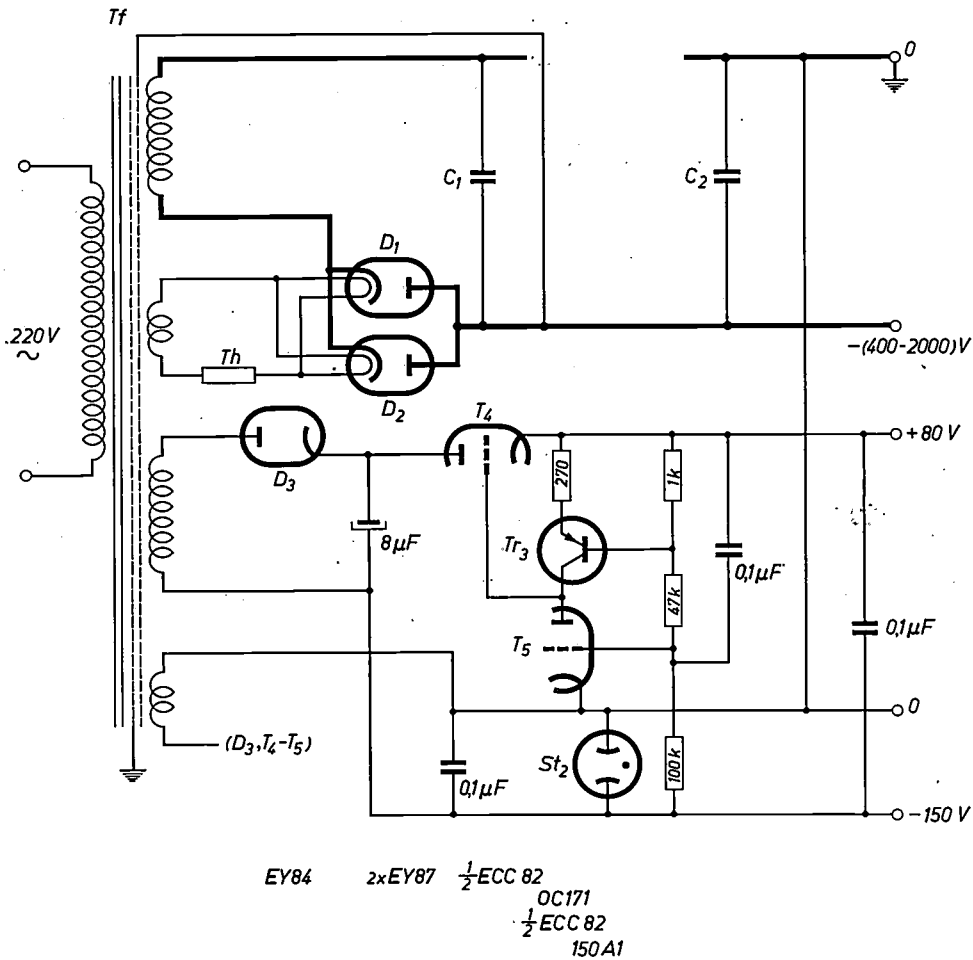 Tf
0
C1
C2
D1
220V
~
-(400-2000)V
Th
D2
T4
+80 V
D3
270
1k
8μF
Tr3
0,1μF
47k
0,1μF
T5
0
(D3,T4-T5)
St2
100k
0,1μF
-150 V
EY84 2xEY87 1/2 ECC 82
OC171
1/2 ECC 82
150A1